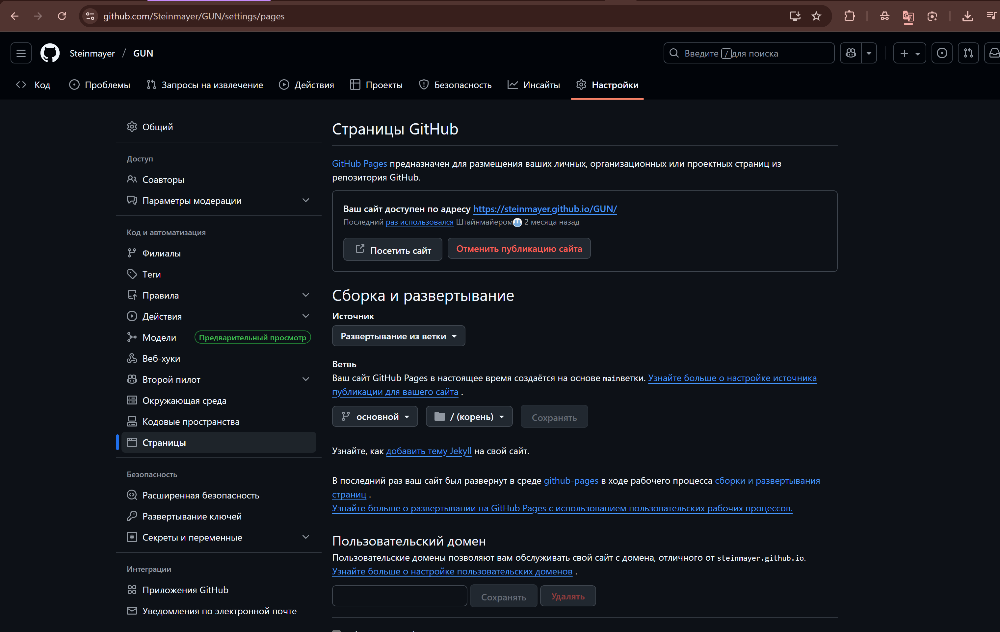 github.com/Steinmayer/GUN/settings/pages
Steinmayer / GUN
Введите / для поиска
Код
Проблемы
Запросы на извлечение
Действия
Проекты
Безопасность
Инсайты
Настройки
Общий
Доступ
Соавторы
Параметры модерации
Код и автоматизация
Филиалы
Теги
Правила
Действия
Модели Предварительный просмотр
Веб-хуки
Второй пилот
Окружающая среда
Кодовые пространства
Страницы
Безопасность
Расширенная безопасность
Развертывание ключей
Секреты и переменные
Интеграции
Приложения GitHub
Уведомления по электронной почте
Страницы GitHub
GitHub Pages предназначен для размещения ваших личных, организационных или проектных страниц из
репозитория GitHub.
Ваш сайт доступен по адресу https://steinmayer.github.io/GUN/
Последний раз использовался Штайнмайером 2 месяца назад
Посетить сайт
Отменить публикацию сайта
Сборка и развертывание
Источник
Развертывание из ветки
Ветвь
Ваш сайт GitHub Pages в настоящее время создаётся на основе mainветки. Узнайте больше о настройке источника
публикации для вашего сайта .
основной
/ (корень)
Сохранять
Узнайте, как добавить тему Jekyll на свой сайт.
В последний раз ваш сайт был развернут в среде github-pages в ходе рабочего процесса сборки и развертывания
страниц .
Узнайте больше о развертывании на GitHub Pages с использованием пользовательских рабочих процессов.
Пользовательский домен
Пользовательские домены позволяют вам обслуживать свой сайт с домена, отличного от steinmayer.github.io.
Узнайте больше о настройке пользовательских доменов .
Сохранять
Удалять